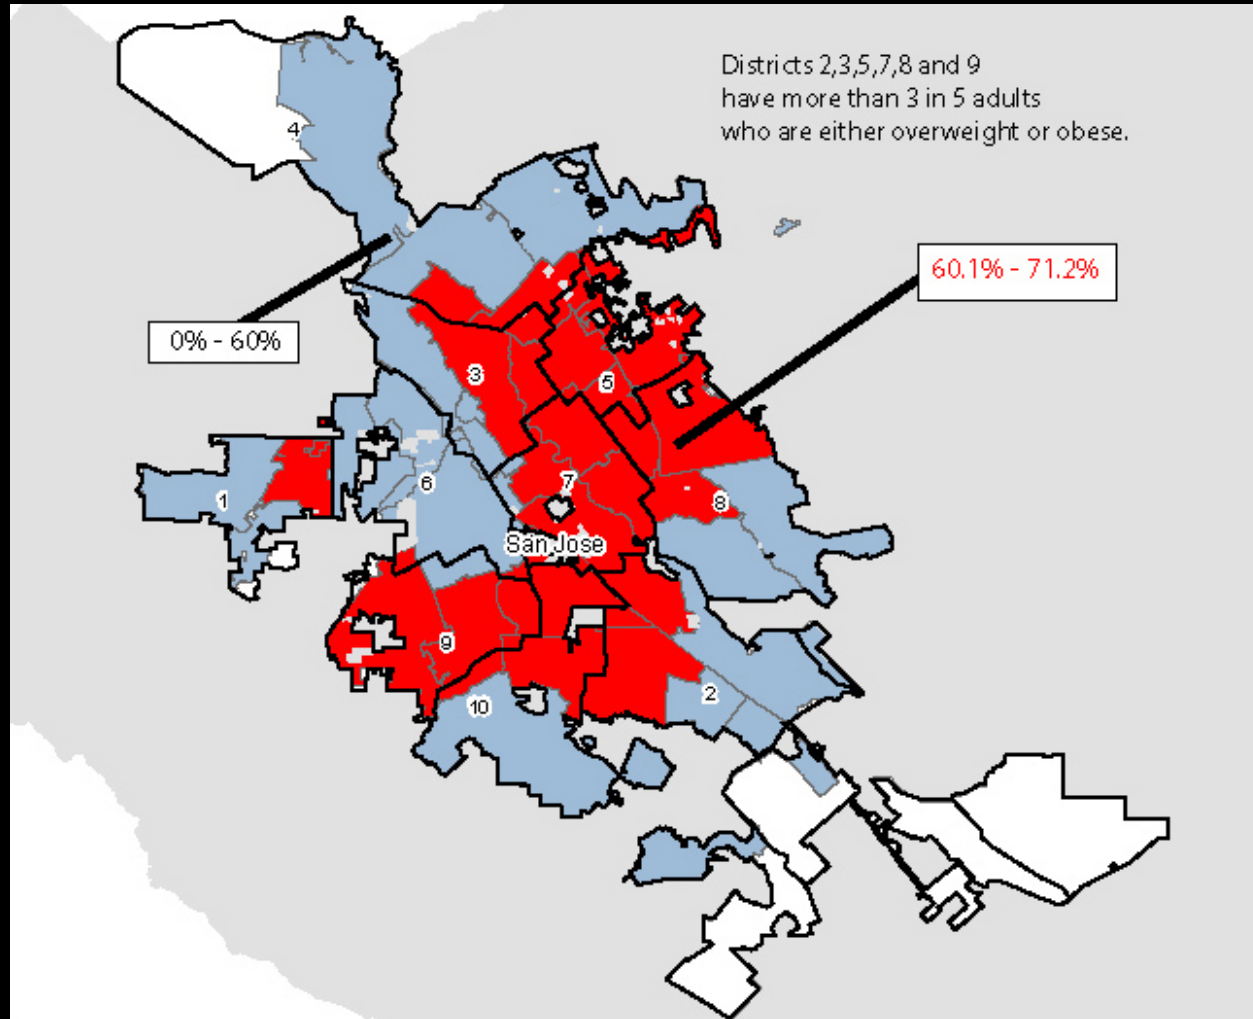 Districts 2,3,5,7,8 and 9
have more than 3 in 5 adults
who are either overweight or obese.
4
60.1% - 71.2%
0% - 60%
3
5
1
6
7
8
San Jose
9
2
10